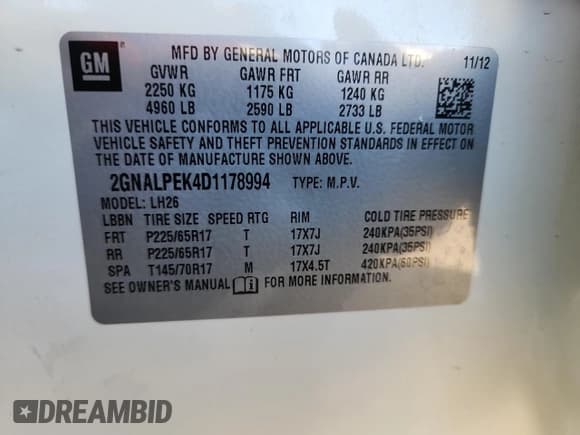 GM
MFD BY GENERAL MOTORS OF CANADA LTD. 11/12
GVWR GAWR FRT GAWR RR
2250 KG 1175 KG 1240 KG
4960 LB 2590 LB 2733 LB
THIS VEHICLE CONFORMS TO ALL APPLICABLE U.S. FEDERAL MOTOR
VEHICLE SAFETY AND THEFT PREVENTION STANDARDS IN EFFECT ON
THE DATE OF MANUFACTURE SHOWN ABOVE.
2GNALPEK4D1178994 TYPE: M.P.V.
MODEL: LH26
LBBN TIRE SIZE SPEED RTG RIM COLD TIRE PRESSURE
FRT P225/65R17 T 17X7J 240KPA(35PSI)
RR P225/65R17 T 17X7J 240KPA(35PSI)
SPA T145/70R17 M 17X4.5T 420KPA(60PSI)
SEE OWNER'S MANUAL FOR MORE INFORMATION.
DREAMBID